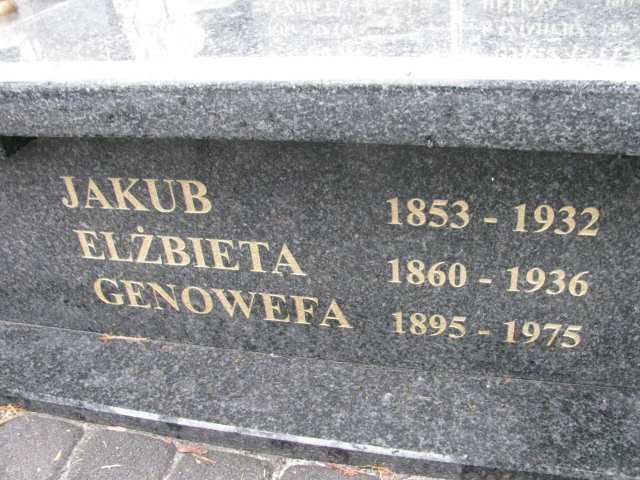 JAKUB 1853 - 1932
ELŻBIETA 1860 - 1936
GENOWEFA 1895 - 1975